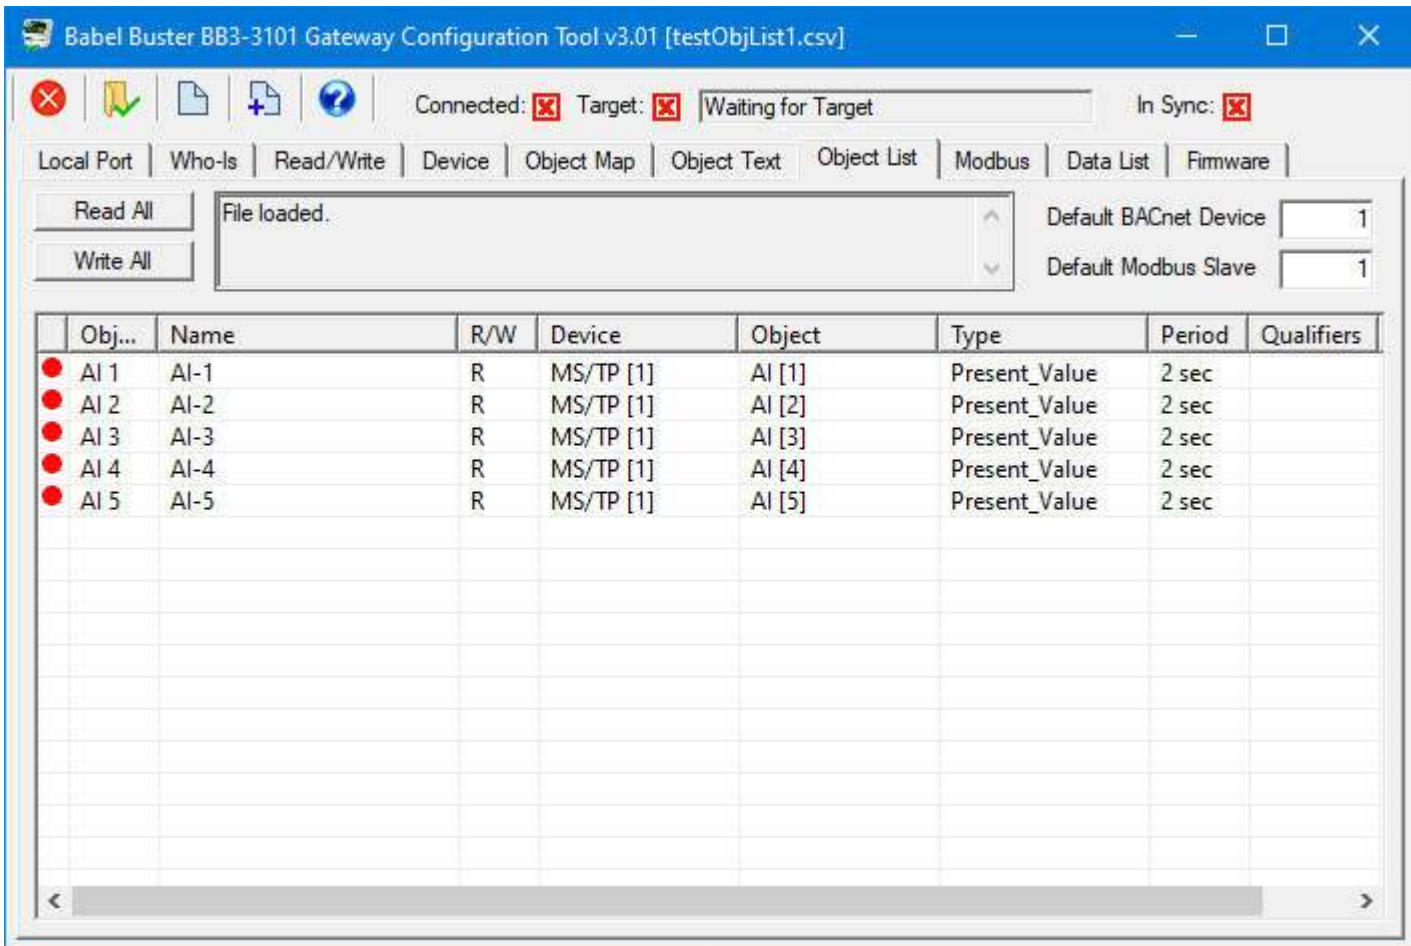 Babel Buster BB3-3101 Gateway Configuration Tool v3.01 [testObjList1.csv]
Connected: Target: Waiting for Target In Sync:
Local Port Who-Is Read/Write Device Object Map Object Text Object List Modbus Data List Firmware
Read All File loaded. Default BACnet Device 1
Write All Default Modbus Slave 1
Obj... Name R/W Device Object Type Period Qualifiers
AI 1 AI-1 R MS/TP [1] AI [1] Present_Value 2 sec
AI 2 AI-2 R MS/TP [1] AI [2] Present_Value 2 sec
AI 3 AI-3 R MS/TP [1] AI [3] Present_Value 2 sec
AI 4 AI-4 R MS/TP [1] AI [4] Present_Value 2 sec
AI 5 AI-5 R MS/TP [1] AI [5] Present_Value 2 sec